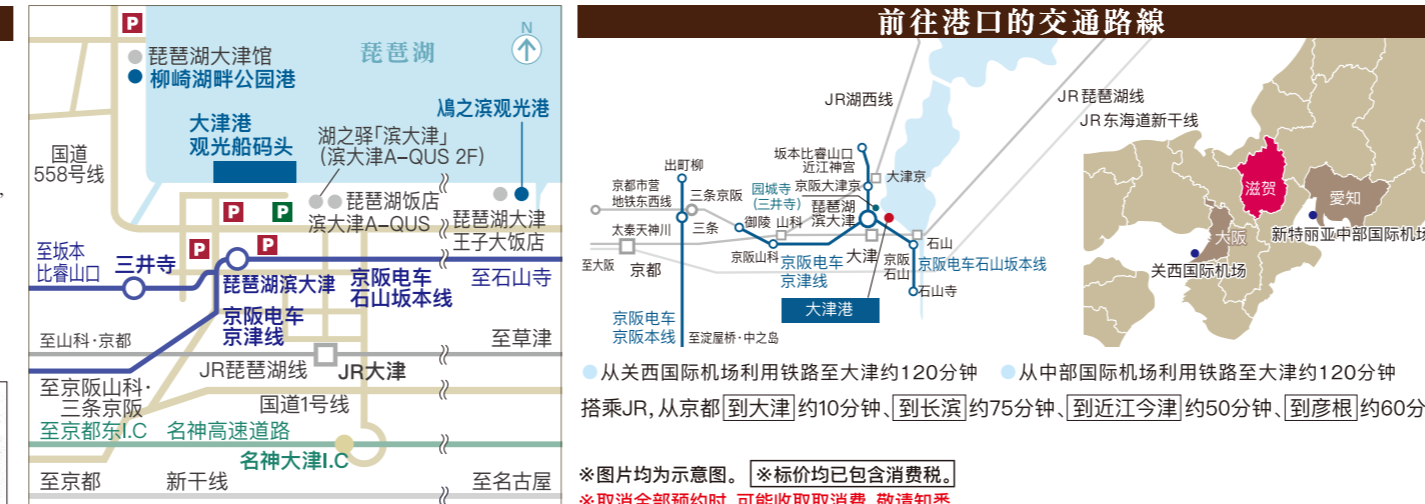 P
N
琵琶湖大津馆
柳崎湖畔公园港
琵琶湖
大津港
观光船码头
鳰之滨观光港
湖之驿「滨大津」
（滨大津A-QUS 2F）
国道
558号线
琵琶湖饭店
滨大津A-QUS
琵琶湖大津
王子大饭店
P
P
P
P
至坂本
比睿山口
三井寺
琵琶湖滨大津
京阪电车
石山坂本线
至石山寺
京阪电车
京津线
至山科·京都
至草津
JR琵琶湖线
JR大津
至京阪山科·
三条京阪
国道1号线
至京都东I.C
名神高速道路
名神大津I.C
至京都
新干线
至名古屋
前往港口的交通路線
JR湖西线
JR琵琶湖线
JR东海道新干线
出町柳
坂本比睿山口
近江神宫
大津京
京都市营
地铁东西线
三条京阪
园城寺
（三井寺）
京阪大津京
琵琶湖
滨大津
太秦天神川
三条
御陵
山科
石山
至大阪
京都
京阪山科
京阪电车
京津线
大津
京阪
石山
京阪电车石山坂本线
石山寺
大津港
京阪电车
京阪本线
至淀屋桥·中之岛
滋贺
愛知
大阪
新特丽亚中部国际机场
关西国际机场
从关西国际机场利用铁路至大津约120分钟
从中部国际机场利用铁路至大津约120分钟
搭乘JR，从京都到大津约10分钟、到长滨约75分钟、到近江今津约50分钟、到彦根约60分
※图片均为示意图。 ※标价均已包含消费税。
※取消全部预约时，可能收取取消费，敬请知悉